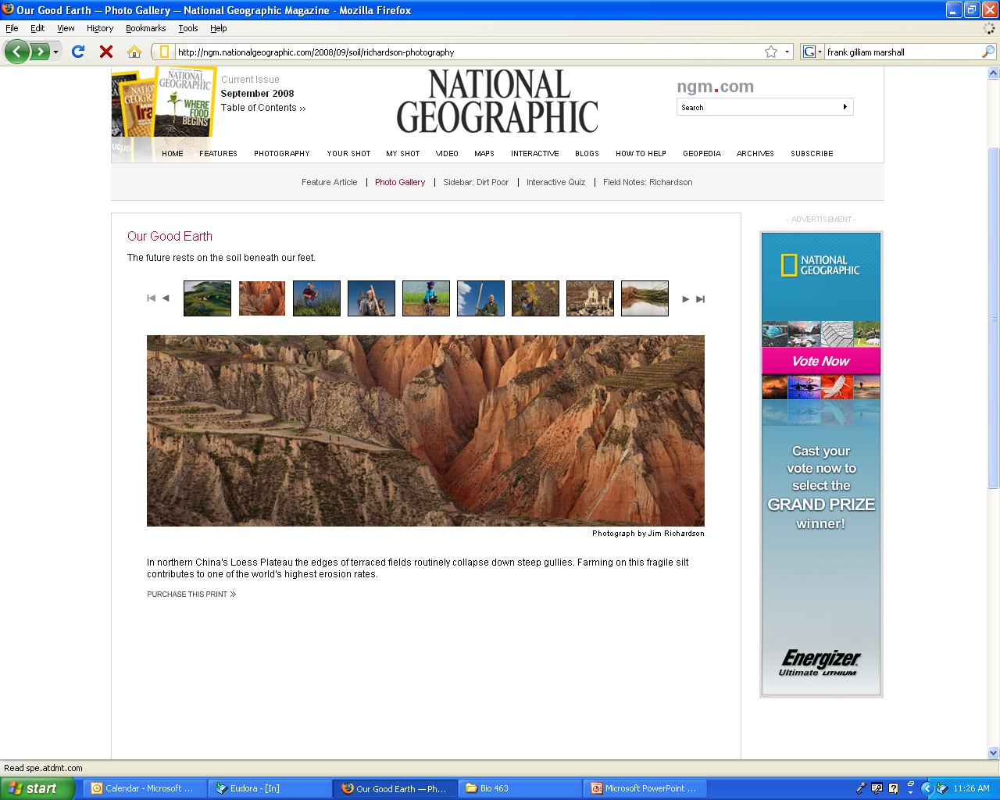 Our Good Earth — Photo Gallery — National Geographic Magazine - Mozilla Firefox
File Edit View History Bookmarks Tools Help
http://ngm.nationalgeographic.com/2008/09/soil/richardson-photography
G
frank gilliam marshall
NATIONAL GEOGRAPHIC
WHERE FOOD BEGINS
Current Issue
September 2008
Table of Contents >>
NATIONAL
GEOGRAPHIC
ngm.com
Search
HOME FEATURES PHOTOGRAPHY YOUR SHOT MY SHOT VIDEO MAPS INTERACTIVE BLOGS HOW TO HELP GEOPEDIA ARCHIVES SUBSCRIBE
Feature Article | Photo Gallery | Sidebar: Dirt Poor | Interactive Quiz | Field Notes: Richardson
Our Good Earth
The future rests on the soil beneath our feet.
Photograph by Jim Richardson
In northern China's Loess Plateau the edges of terraced fields routinely collapse down steep gullies. Farming on this fragile silt
contributes to one of the world's highest erosion rates.
PURCHASE THIS PRINT >>
- ADVERTISEMENT -
NATIONAL
GEOGRAPHIC
Vote Now
Cast your
vote now to
select the
GRAND PRIZE
winner!
Energizer
Ultimate LITHIUM
Read spe.atdmt.com
start
Calendar - Microsoft ...
Eudora - [In]
Our Good Earth — Ph...
Bio 463
Microsoft PowerPoint ...
11:26 AM